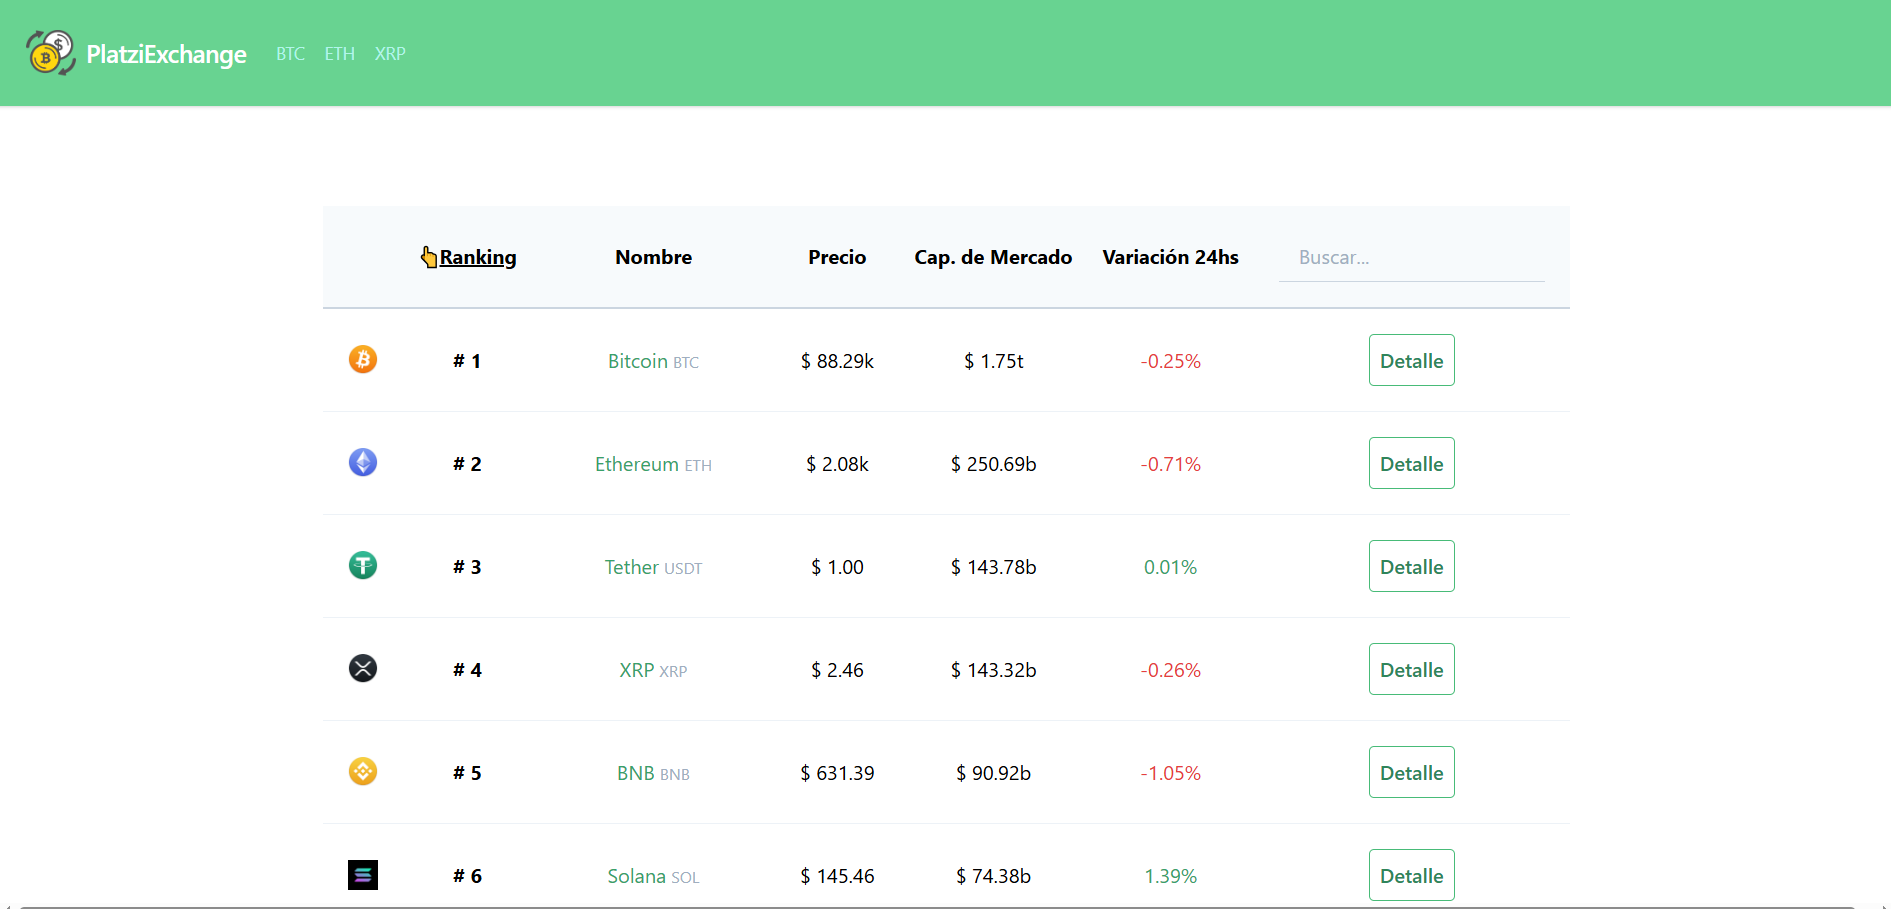 PlatziExchange BTC ETH XRP
👆Ranking Nombre Precio Cap. de Mercado Variación 24hs Buscar...
# 1 Bitcoin BTC $ 88.29k $ 1.75t -0.25% Detalle
# 2 Ethereum ETH $ 2.08k $ 250.69b -0.71% Detalle
# 3 Tether USDT $ 1.00 $ 143.78b 0.01% Detalle
# 4 XRP XRP $ 2.46 $ 143.32b -0.26% Detalle
# 5 BNB BNB $ 631.39 $ 90.92b -1.05% Detalle
# 6 Solana SOL $ 145.46 $ 74.38b 1.39% Detalle